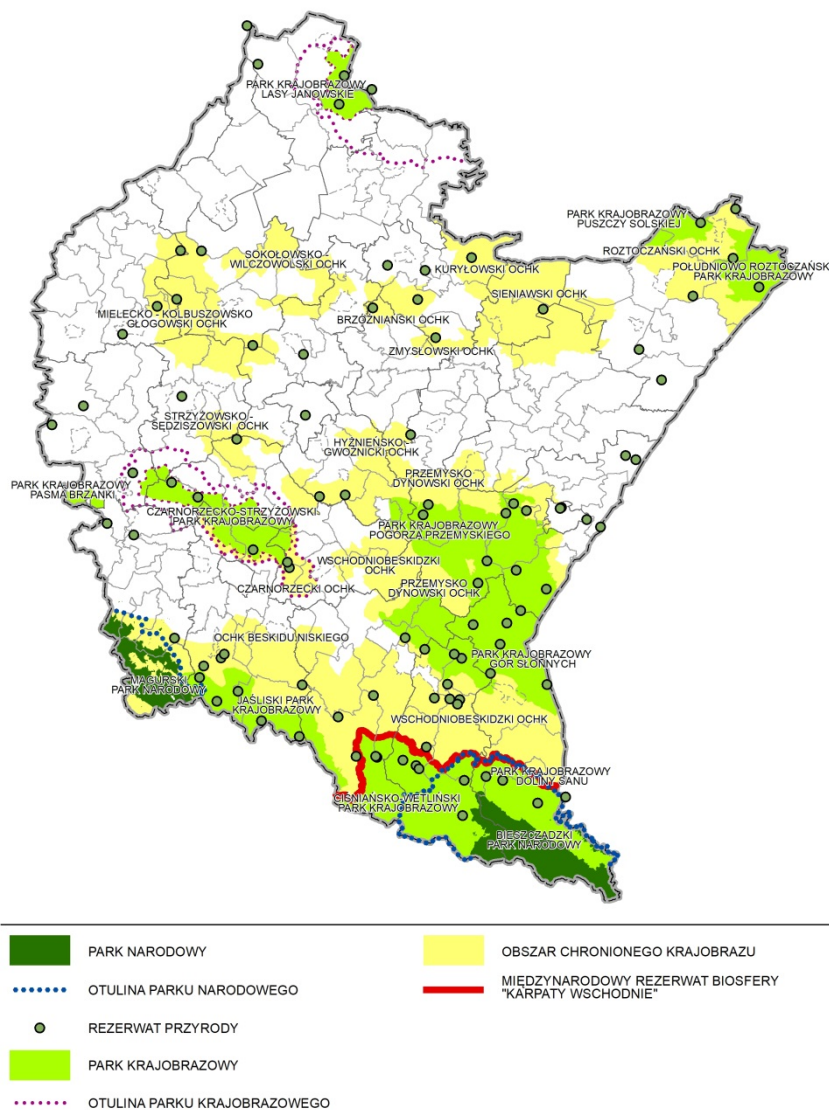 PARK KRAJOBRAZOWY
LASY JANOWSKIE
PARK KRAJOBRAZOWY
PUSZCZY SOLSKIEJ
ROZTOCZAŃSKI OCHK
POŁUDNIOWO ROZTOCZAŃSK
PARK KRAJOBRAZOWY
SOKOŁOWSKO-
WILCZOWOLSKI OCHK
KURYŁOWSKI OCHK
SIENIAWSKI OCHK
MIELECKO - KOLBUSZOWSKO
GŁOGOWSKI OCHK
BRZÓŹNIAŃSKI OCHK
ZMYSŁOWSKI OCHK
STRZYŻOWSKO-
SĘDZISZOWSKI OCHK
HYŻNIEŃSKO-
GWOŹNICKI OCHK
PRZEMYSKO
DYNOWSKI OCHK
PARK KRAJOBRAZOWY
PASMA BRZANKI
CZARNORZECKO-STRZYŻOWSKI
PARK KRAJOBRAZOWY
PARK KRAJOBRAZOWY
POGÓRZA PRZEMYSKIEGO
WSCHODNIOBESKIDZKI
OCHK
CZARNORZECKI OCHK
PRZEMYSKO
DYNOWSKI OCHK
OCHK BESKIDU NISKIEGO
PARK KRAJOBRAZOWY
GÓR SŁONNYCH
MAGURSKI
PARK NARODOWY
JAŚLISKI PARK
KRAJOBRAZOWY
WSCHODNIOBESKIDZKI OCHK
PARK KRAJOBRAZOWY
DOLINY SANU
CIŚNIAŃSKO-WETLIŃSKI
PARK KRAJOBRAZOWY
BIESZCZADZKI
PARK NARODOWY
PARK NARODOWY
OTULINA PARKU NARODOWEGO
REZERWAT PRZYRODY
PARK KRAJOBRAZOWY
OTULINA PARKU KRAJOBRAZOWEGO
OBSZAR CHRONIONEGO KRAJOBRAZU
MIĘDZYNARODOWY REZERWAT BIOSFERY
"KARPATY WSCHODNIE"